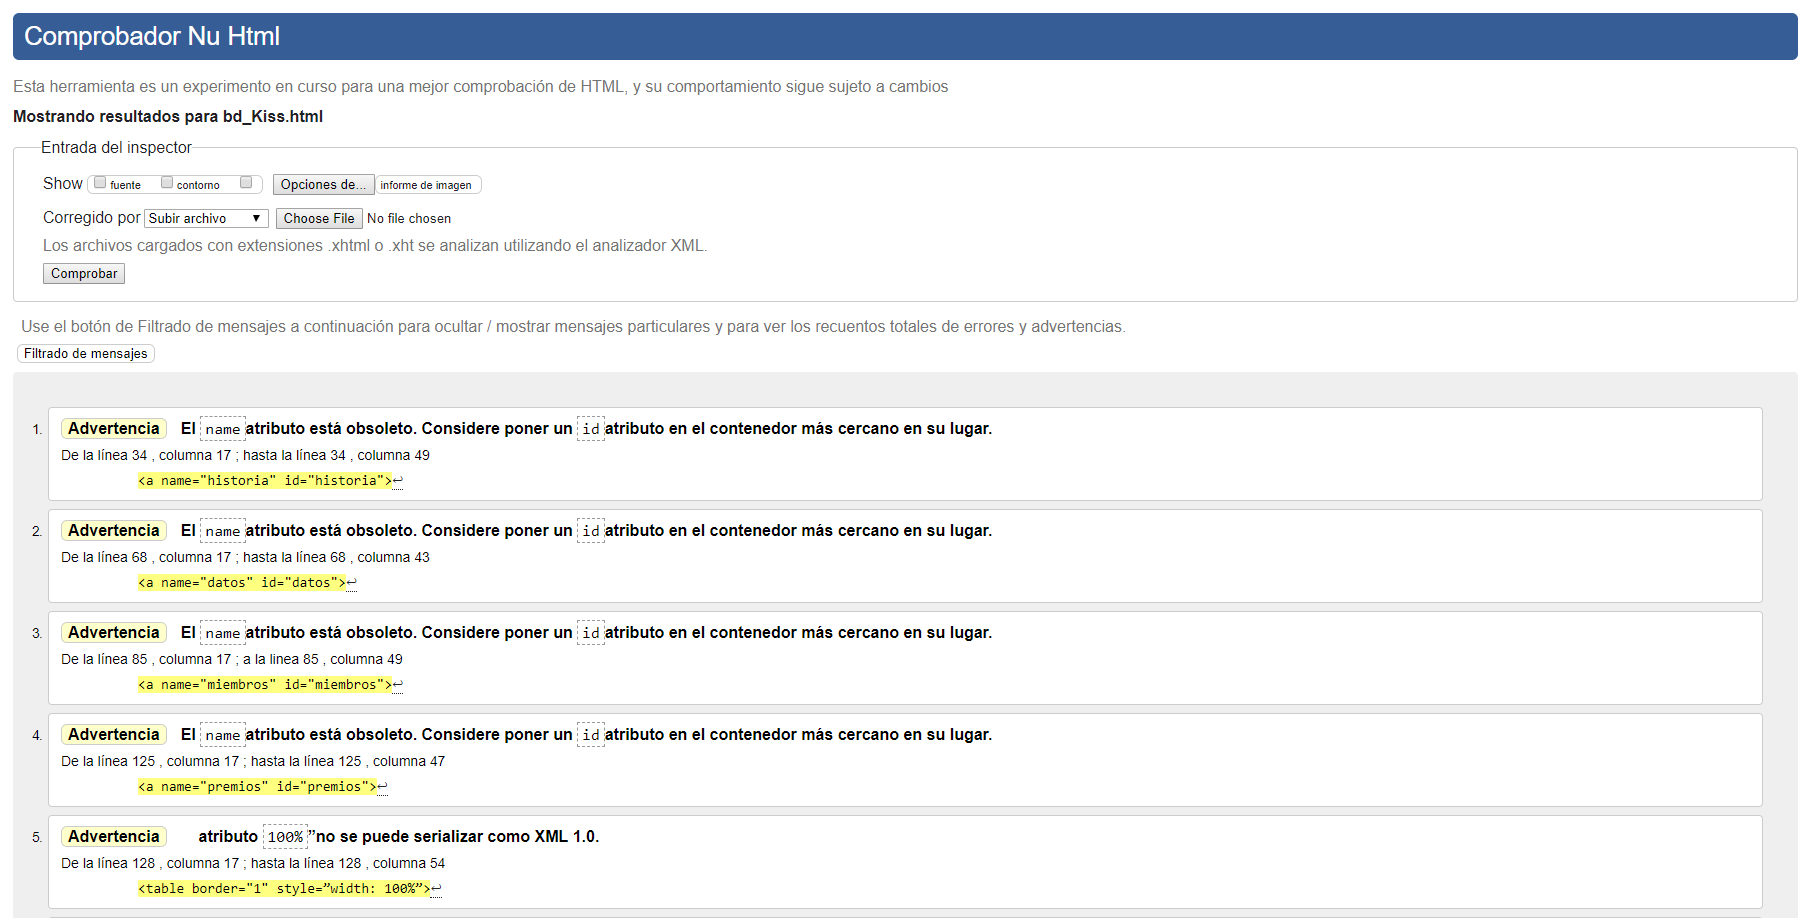 Comprobador Nu Html
Esta herramienta es un experimento en curso para una mejor comprobación de HTML, y su comportamiento sigue sujeto a cambios
Mostrando resultados para bd_Kiss.html
Entrada del inspector
Show fuente contorno Opciones de... informe de imagen
Corregido por Subir archivo ▼ Choose File No file chosen
Los archivos cargados con extensiones .xhtml o .xht se analizan utilizando el analizador XML.
Comprobar
Use el botón de Filtrado de mensajes a continuación para ocultar / mostrar mensajes particulares y para ver los recuentos totales de errores y advertencias.
Filtrado de mensajes
1. Advertencia El name atributo está obsoleto. Considere poner un id atributo en el contenedor más cercano en su lugar.
De la línea 34 , columna 17 ; hasta la línea 34 , columna 49
<a name="historia" id="historia">↩
2. Advertencia El name atributo está obsoleto. Considere poner un id atributo en el contenedor más cercano en su lugar.
De la línea 68 , columna 17 ; hasta la línea 68 , columna 43
<a name="datos" id="datos">↩
3. Advertencia El name atributo está obsoleto. Considere poner un id atributo en el contenedor más cercano en su lugar.
De la línea 85 , columna 17 ; a la linea 85 , columna 49
<a name="miembros" id="miembros">↩
4. Advertencia El name atributo está obsoleto. Considere poner un id atributo en el contenedor más cercano en su lugar.
De la línea 125 , columna 17 ; hasta la línea 125 , columna 47
<a name="premios" id="premios">↩
5. Advertencia atributo 100% ”no se puede serializar como XML 1.0.
De la línea 128 , columna 17 ; hasta la línea 128 , columna 54
<table border="1" style=”width: 100%”>↩